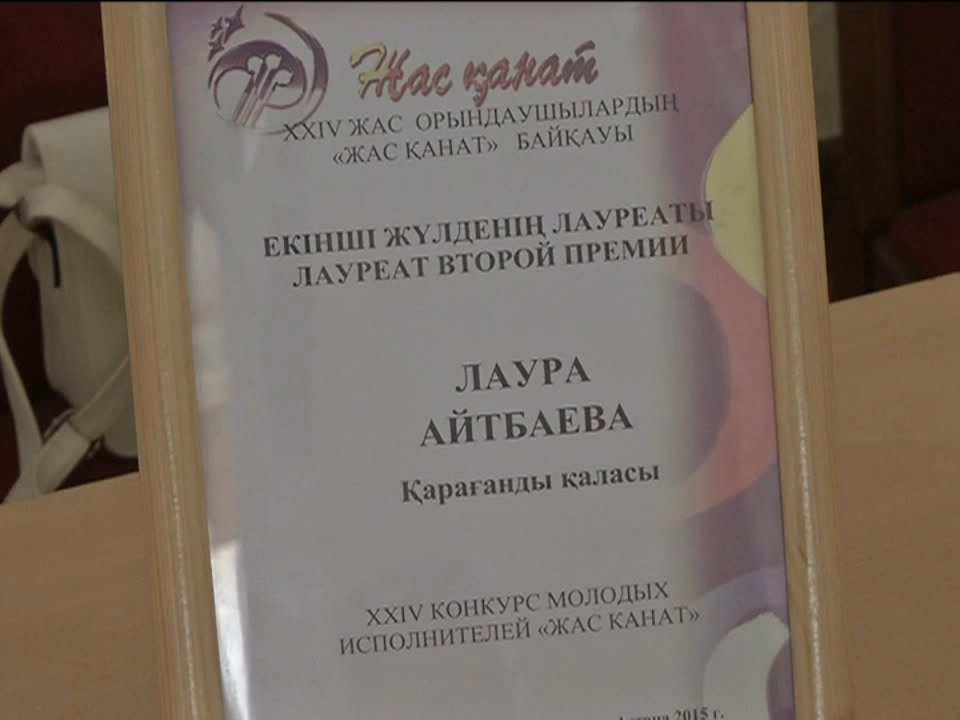 Жас қанат
XXIV ЖАС ОРЫНДАУШЫЛАРДЫҢ
«ЖАС ҚАНАТ» БАЙҚАУЫ
ЕКІНШІ ЖҮЛДЕНІҢ ЛАУРЕАТЫ
ЛАУРЕАТ ВТОРОЙ ПРЕМИИ
ЛАУРА
АЙТБАЕВА
Қарағанды қаласы
XXIV КОНКУРС МОЛОДЫХ
ИСПОЛНИТЕЛЕЙ «ЖАС КАНАТ»
2015 г.